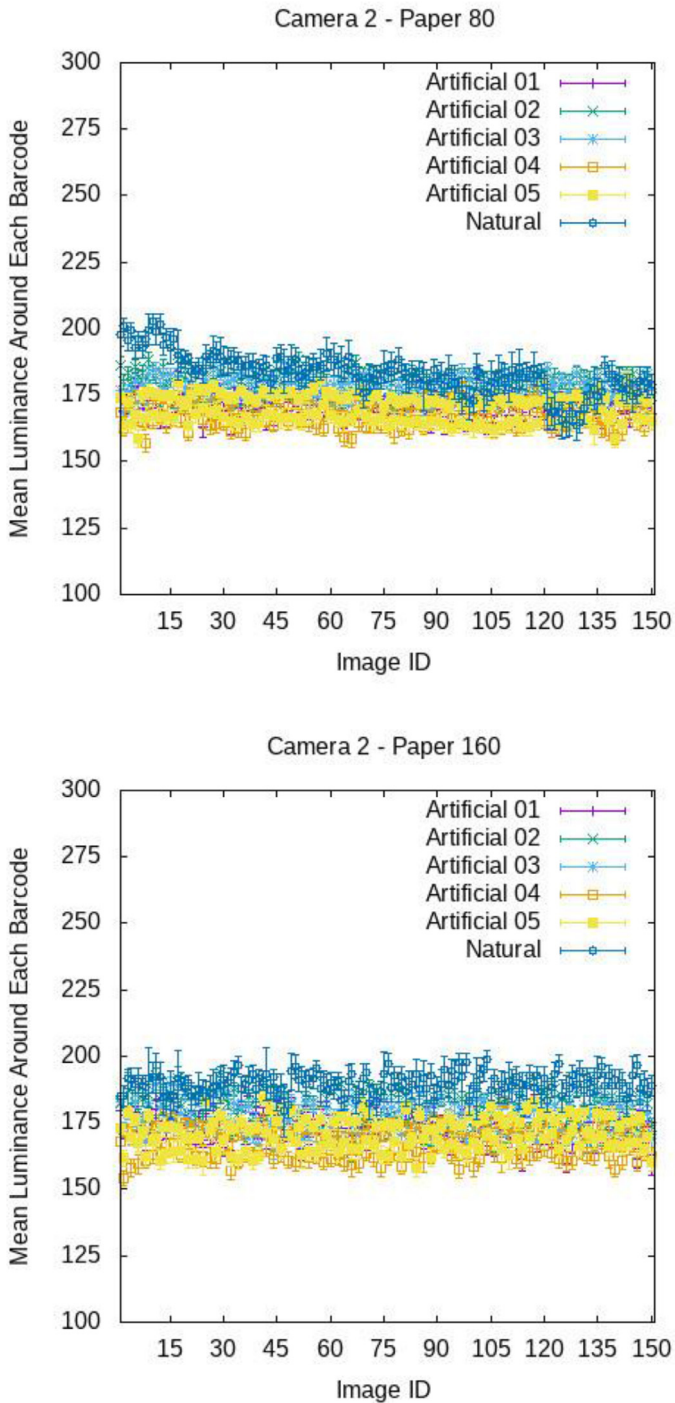 Camera 2 - Paper 80
Mean Luminance Around Each Barcode
300
275
250
225
200
175
150
125
100
Artificial 01
Artificial 02
Artificial 03
Artificial 04
Artificial 05
Natural
15 30 45 60 75 90 105 120 135 150
Image ID
Camera 2 - Paper 160
Mean Luminance Around Each Barcode
300
275
250
225
200
175
150
125
100
Artificial 01
Artificial 02
Artificial 03
Artificial 04
Artificial 05
Natural
15 30 45 60 75 90 105 120 135 150
Image ID